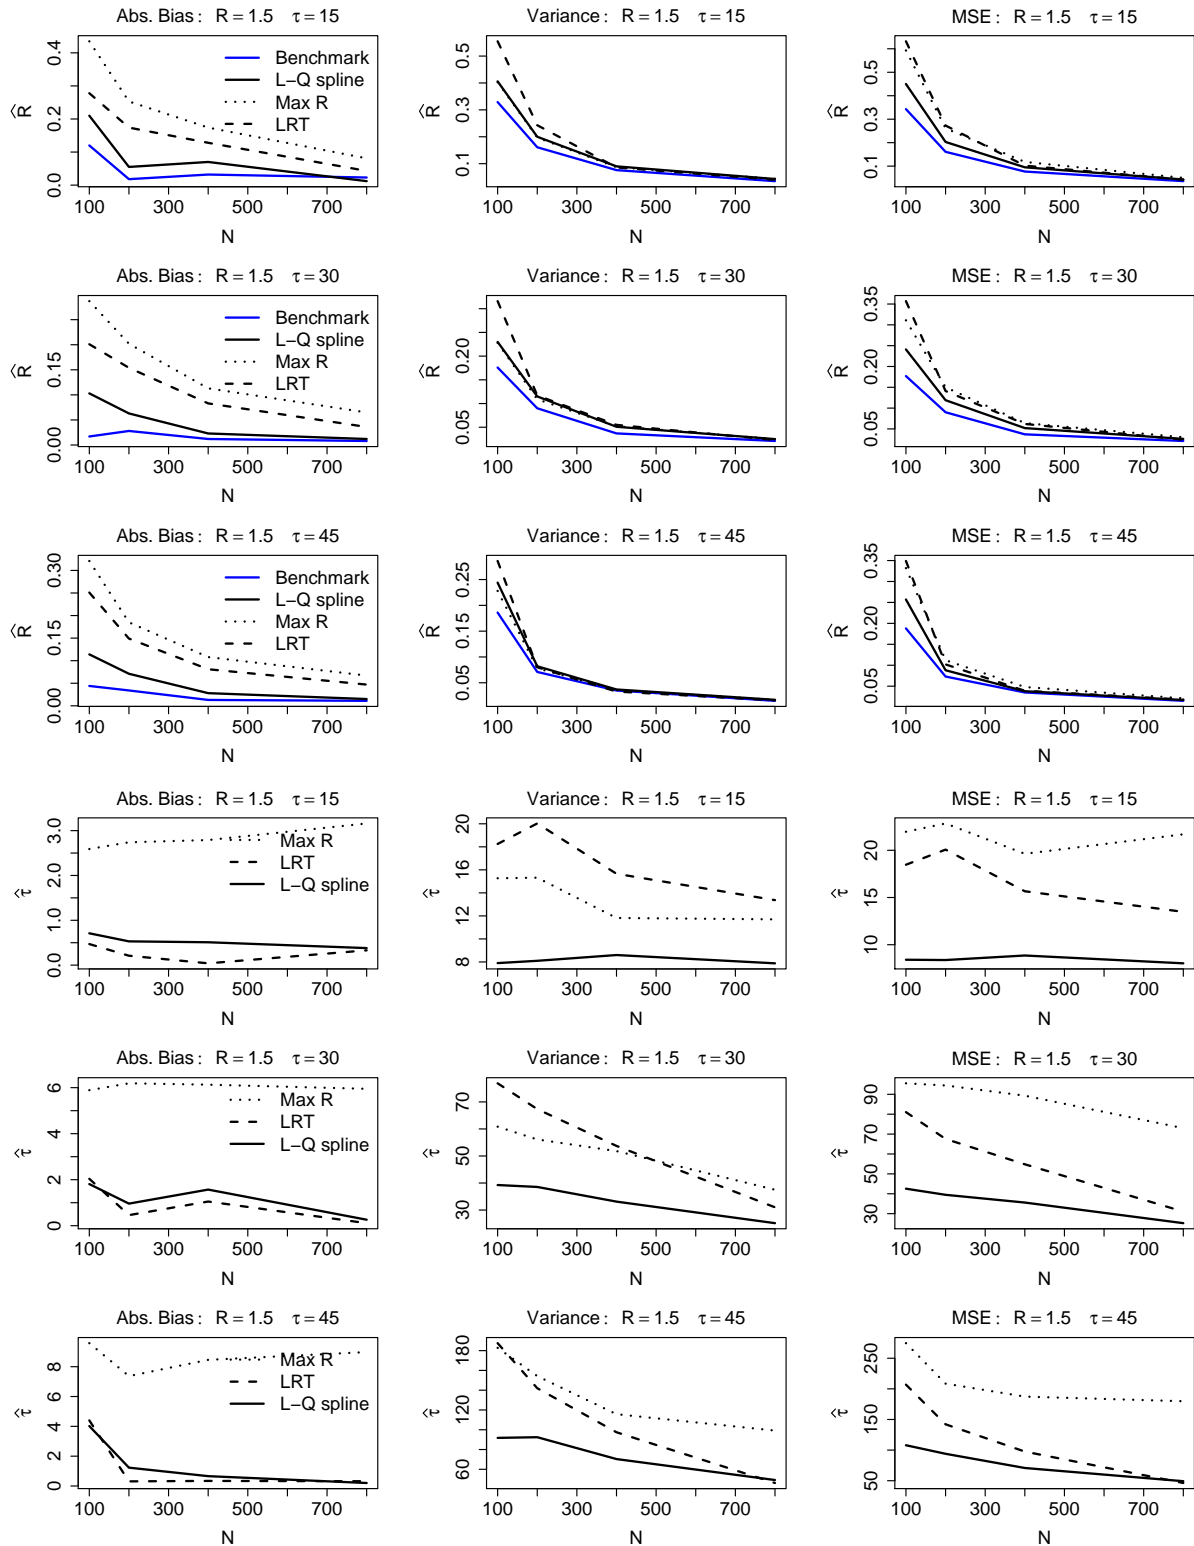 Abs. Bias : R = 1.5 τ = 15
R̂
0.0 0.2 0.4
Benchmark
L−Q spline
Max R
LRT
100 300 500 700
N
Variance : R = 1.5 τ = 15
R̂
0.1 0.3 0.5
100 300 500 700
N
MSE : R = 1.5 τ = 15
R̂
0.1 0.3 0.5
100 300 500 700
N
Abs. Bias : R = 1.5 τ = 30
R̂
0.00 0.15
Benchmark
L−Q spline
Max R
LRT
100 300 500 700
N
Variance : R = 1.5 τ = 30
R̂
0.05 0.20
100 300 500 700
N
MSE : R = 1.5 τ = 30
R̂
0.05 0.20 0.35
100 300 500 700
N
Abs. Bias : R = 1.5 τ = 45
R̂
0.00 0.15 0.30
Benchmark
L−Q spline
Max R
LRT
100 300 500 700
N
Variance : R = 1.5 τ = 45
R̂
0.05 0.15 0.25
100 300 500 700
N
MSE : R = 1.5 τ = 45
R̂
0.05 0.20 0.35
100 300 500 700
N
Abs. Bias : R = 1.5 τ = 15
τ̂
0.0 1.0 2.0 3.0
Max R
LRT
L−Q spline
100 300 500 700
N
Variance : R = 1.5 τ = 15
τ̂
8 12 16 20
100 300 500 700
N
MSE : R = 1.5 τ = 15
τ̂
10 15 20
100 300 500 700
N
Abs. Bias : R = 1.5 τ = 30
τ̂
0 2 4 6
Max R
LRT
L−Q spline
100 300 500 700
N
Variance : R = 1.5 τ = 30
τ̂
30 50 70
100 300 500 700
N
MSE : R = 1.5 τ = 30
τ̂
30 50 70 90
100 300 500 700
N
Abs. Bias : R = 1.5 τ = 45
τ̂
0 2 4 6 8
Max R
LRT
L−Q spline
100 300 500 700
N
Variance : R = 1.5 τ = 45
τ̂
60 120 180
100 300 500 700
N
MSE : R = 1.5 τ = 45
τ̂
50 150 250
100 300 500 700
N